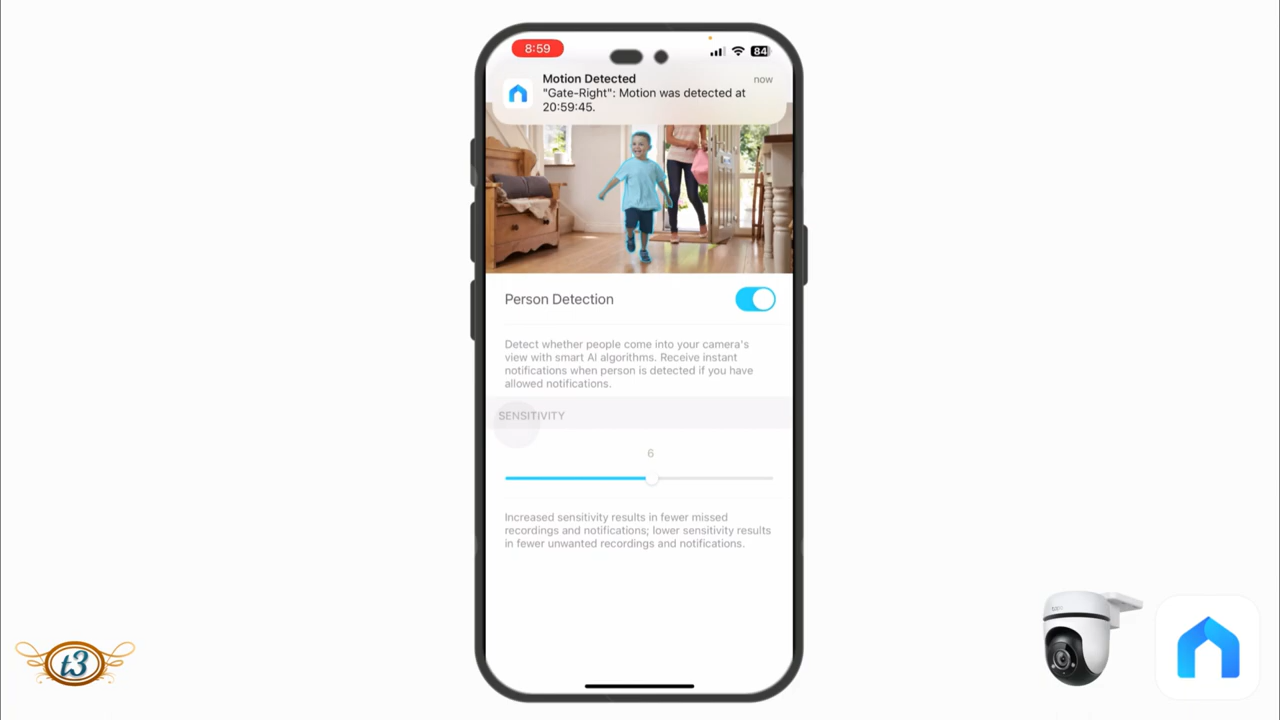 8:59
84
Motion Detected
now
"Gate-Right": Motion was detected at
20:59:45.
Person Detection
Detect whether people come into your camera's
view with smart AI algorithms. Receive instant
notifications when person is detected if you have
allowed notifications.
SENSITIVITY
6
Increased sensitivity results in fewer missed
recordings and notifications; lower sensitivity results
in fewer unwanted recordings and notifications.
t3
tapo